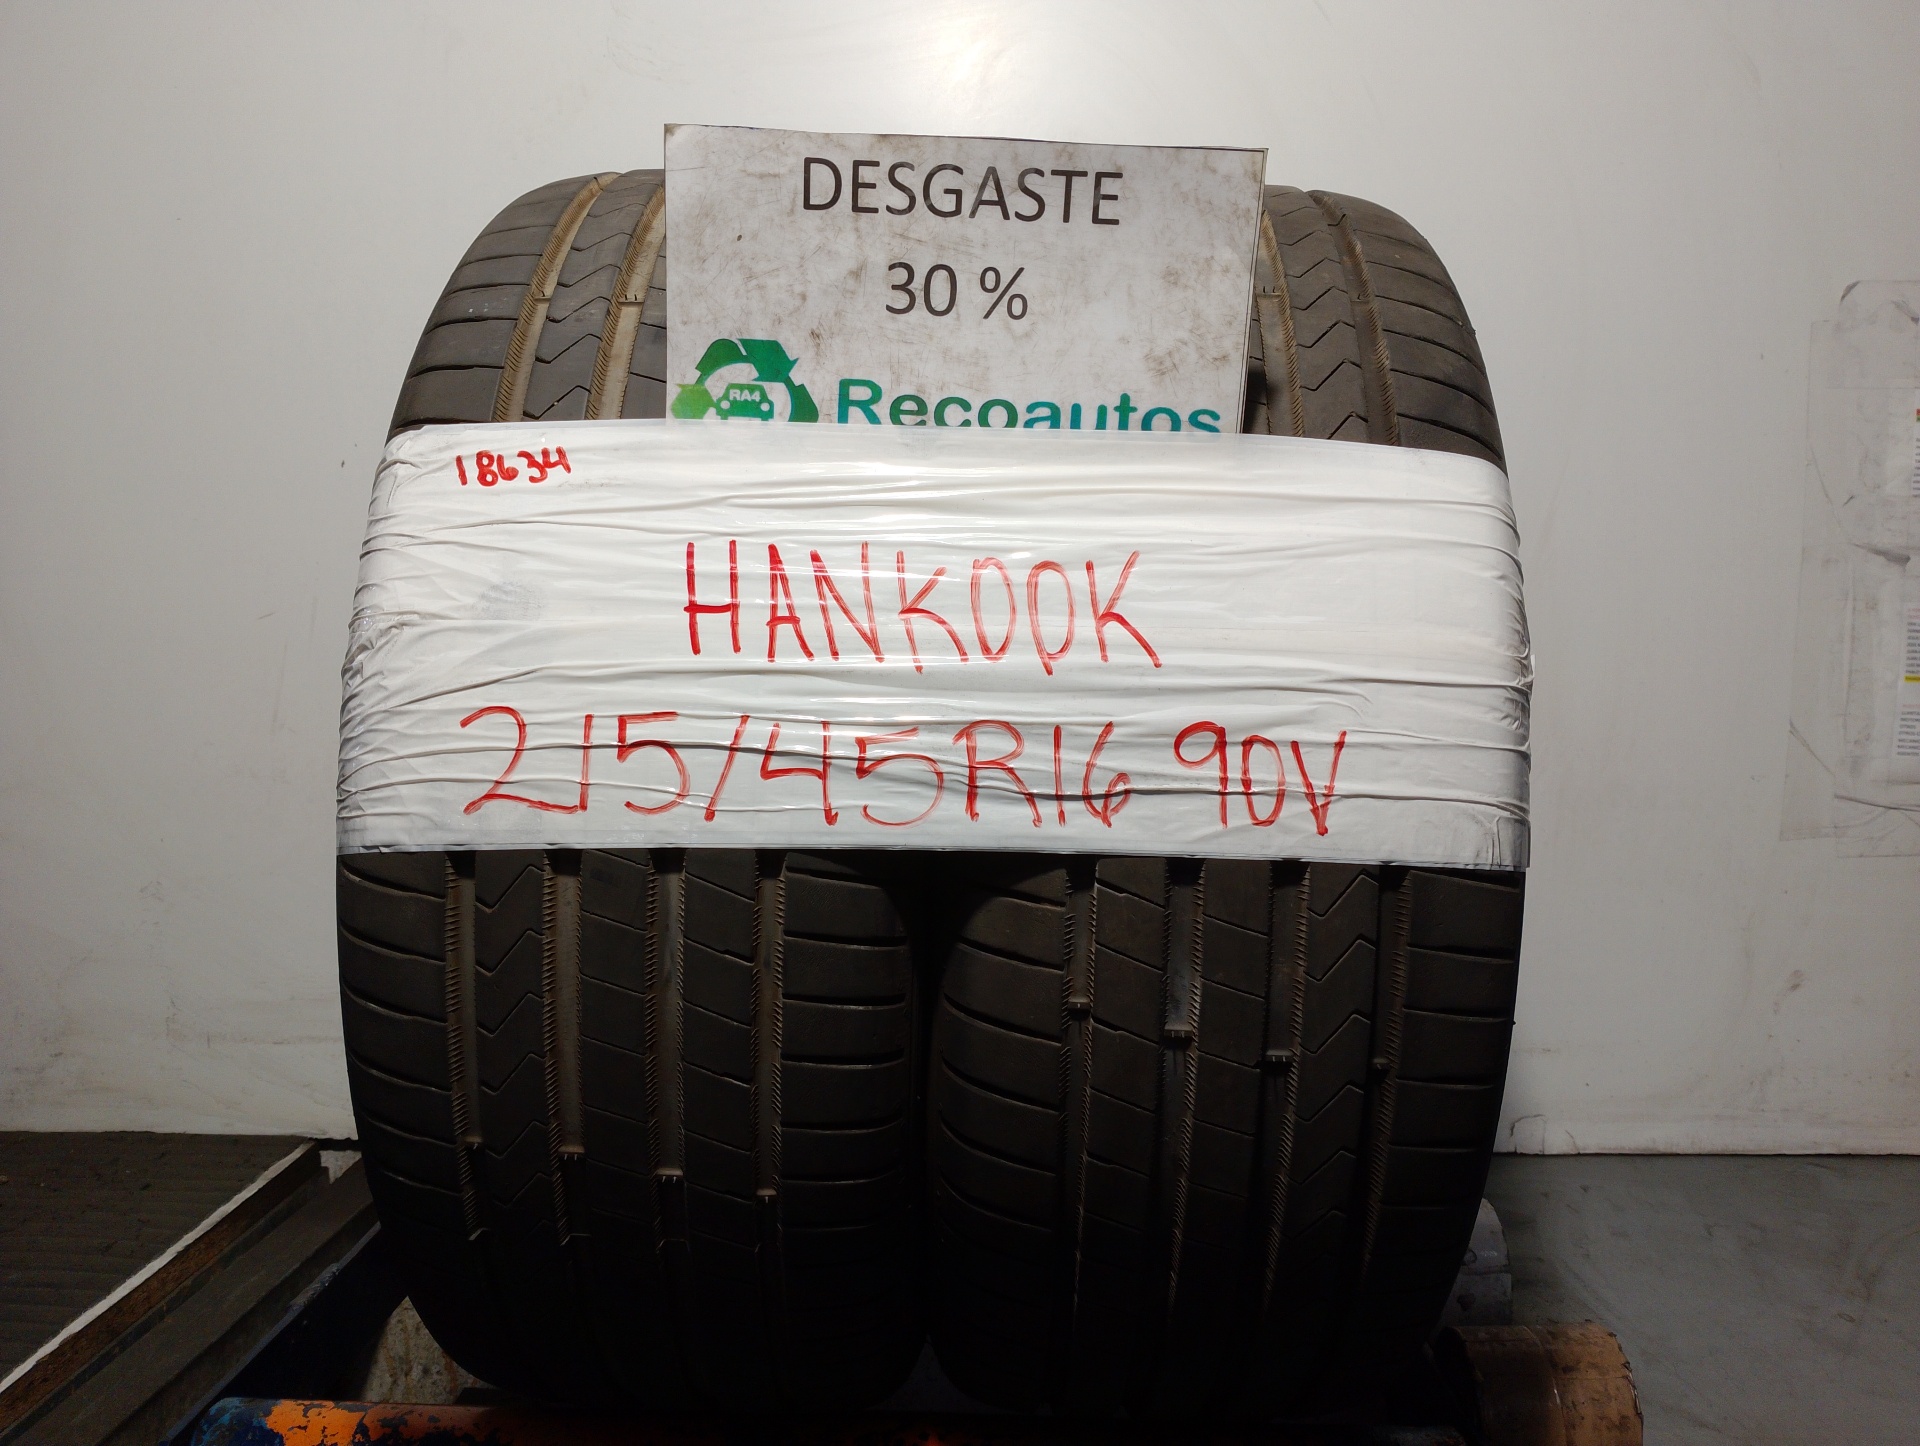 DESGASTE
30 %
RA4
Recoautos
18634
HANKOOK
215/45R16 90V